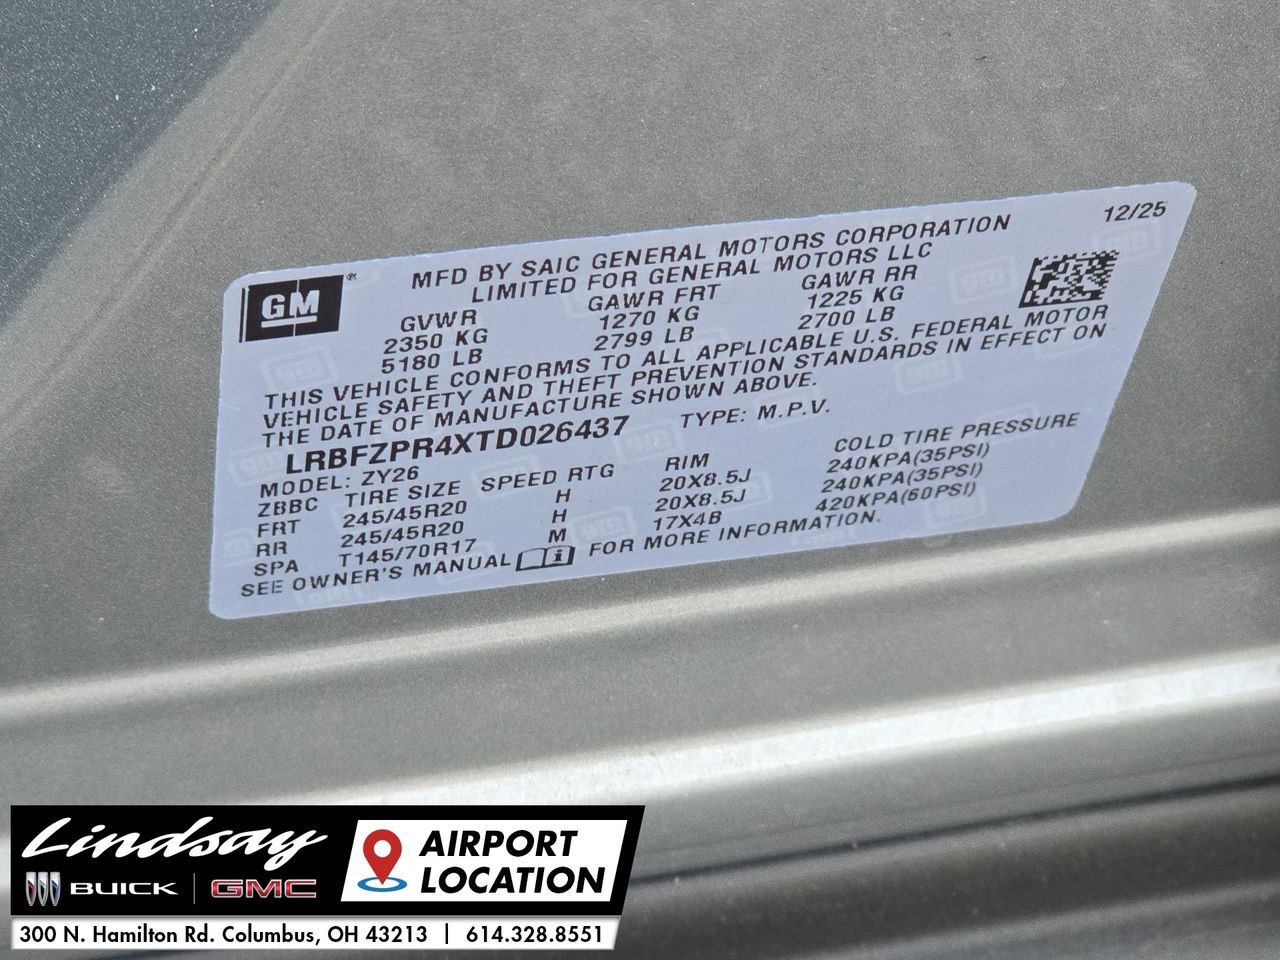 12/25
GM
MFD BY SAIC GENERAL MOTORS CORPORATION
LIMITED FOR GENERAL MOTORS LLC
GVWR GAWR FRT GAWR RR
2350 KG 1270 KG 1225 KG
5180 LB 2799 LB 2700 LB
THIS VEHICLE CONFORMS TO ALL APPLICABLE U.S. FEDERAL MOTOR
VEHICLE SAFETY AND THEFT PREVENTION STANDARDS IN EFFECT ON
THE DATE OF MANUFACTURE SHOWN ABOVE.
LRBFZPR4XTD026437 TYPE: M.P.V.
MODEL: ZY26
ZBBC TIRE SIZE SPEED RTG RIM COLD TIRE PRESSURE
FRT 245/45R20 H 20X8.5J 240KPA(35PSI)
RR 245/45R20 H 20X8.5J 240KPA(35PSI)
SPA T145/70R17 M 17X4B 420KPA(60PSI)
SEE OWNER'S MANUAL i FOR MORE INFORMATION.
Lindsay
BUICK | GMC
AIRPORT
LOCATION
300 N. Hamilton Rd. Columbus, OH 43213 | 614.328.8551